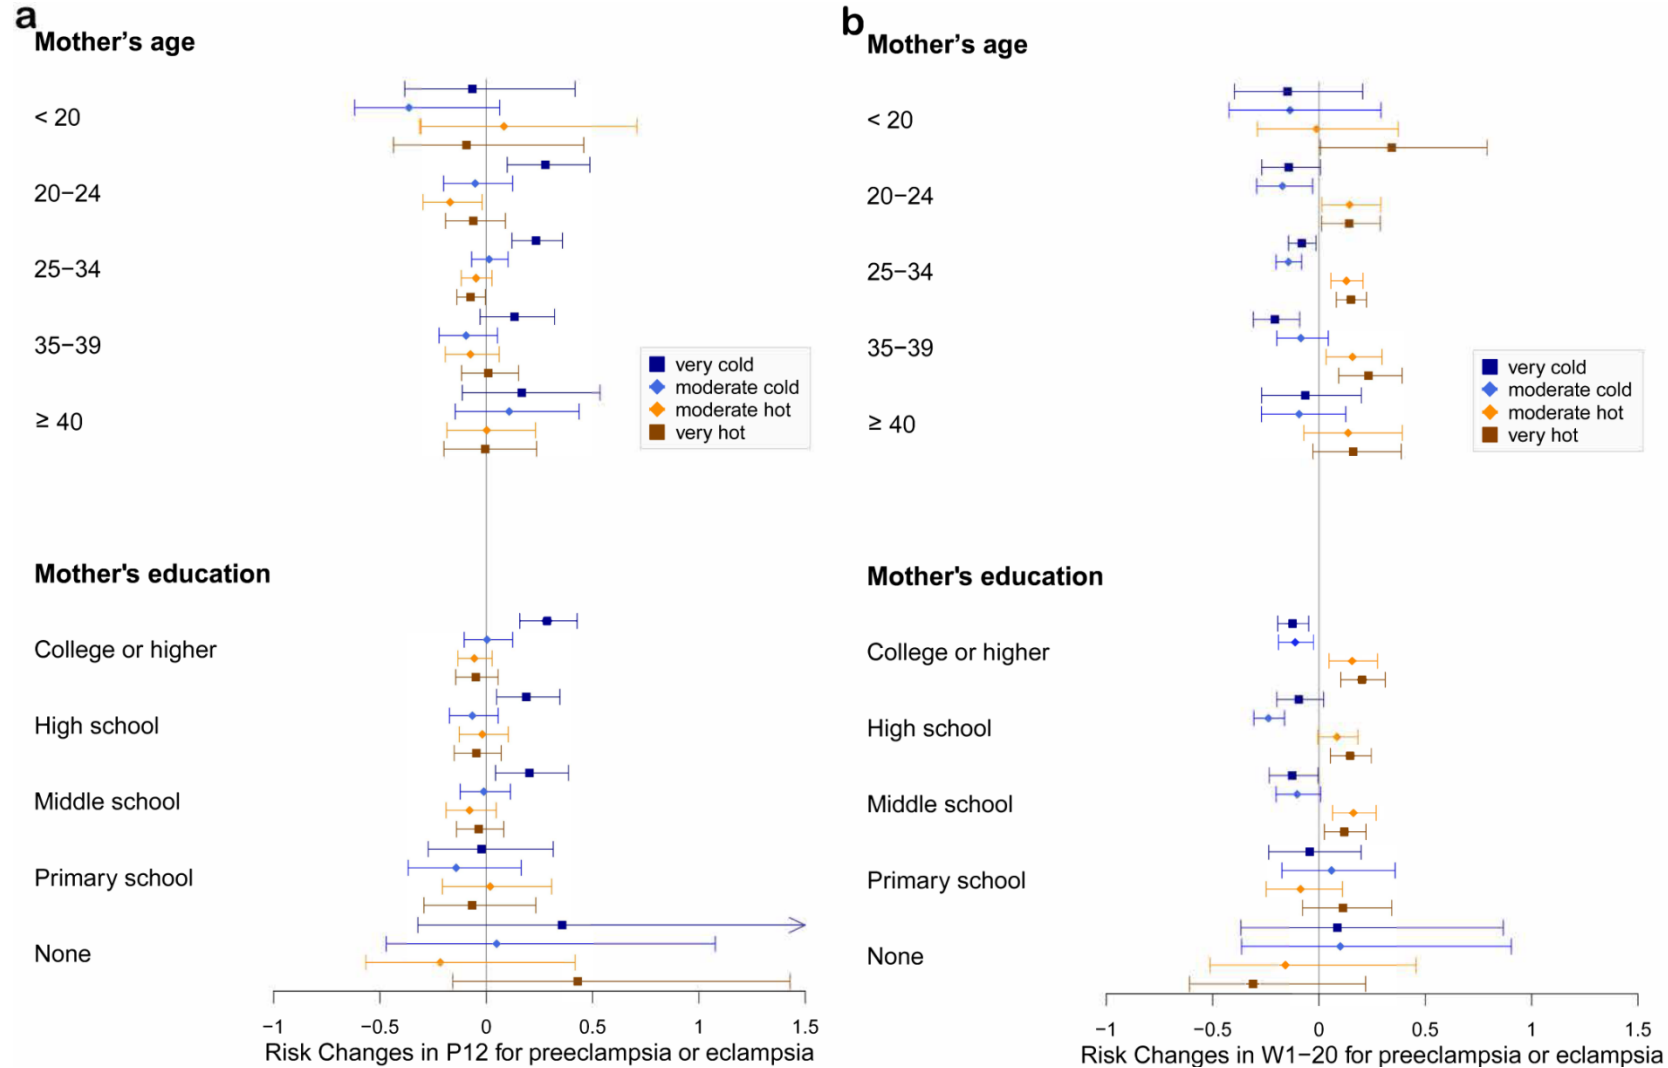 a
Mother’s age
< 20
20−24
25−34
35−39
≥ 40
very cold
moderate cold
moderate hot
very hot
Mother's education
College or higher
High school
Middle school
Primary school
None
−1 −0.5 0 0.5 1 1.5
Risk Changes in P12 for preeclampsia or eclampsia
b
Mother’s age
< 20
20−24
25−34
35−39
≥ 40
very cold
moderate cold
moderate hot
very hot
Mother's education
College or higher
High school
Middle school
Primary school
None
−1 −0.5 0 0.5 1 1.5
Risk Changes in W1−20 for preeclampsia or eclampsia